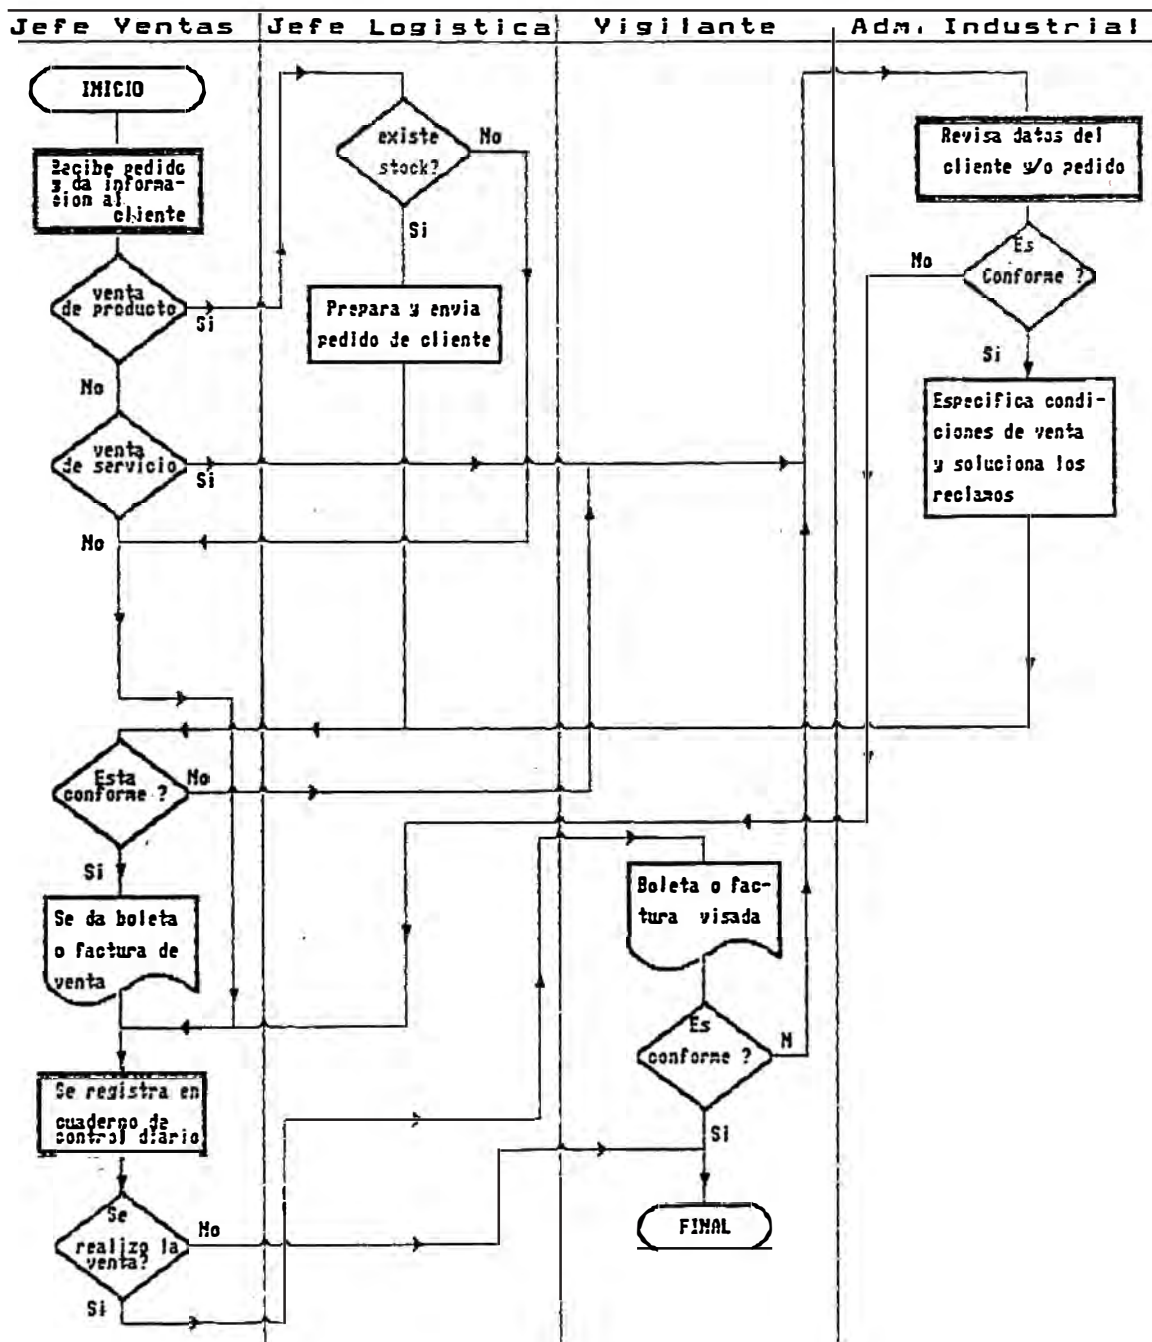 Jefe Ventas
Jefe Logistica
Vigilante
Adm. Industrial
INICIO
Recibe pedido
y da informa-
cion al
cliente
venta
de producto
Si
No
venta
de servicio
Si
No
Esta
conforme ?
No
Si
Se da boleta
o factura de
venta
Se registra en
cuaderno de
control diario
Se
realizo la
venta?
No
Si
existe
stock?
No
Si
Prepara y envia
pedido de cliente
Boleta o fac-
tura visada
Es
conforme ?
N
Si
FINAL
Revisa datos del
cliente y/o pedido
Es
Conforme ?
No
Si
Especifica condi-
ciones de venta
y soluciona los
reclamos